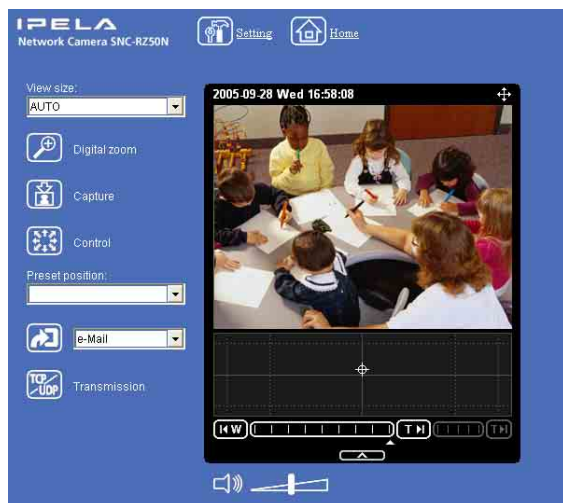 IPELA
Network Camera SNC-RZ50N
Setting
Home
View size:
AUTO
2005-09-28 Wed 16:58:08
Digital zoom
Capture
Control
Preset position:
e-Mail
TCP/UDP
Transmission
W
T
T